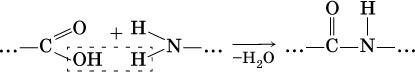 O H O H
...—C OH + H N—... −H₂O ...—C—N—...